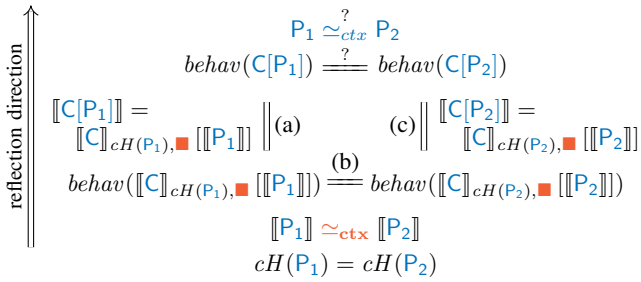 reflection direction
?
P₁ ≃ctx P₂
?
behav(C[P₁]) ══ behav(C[P₂])
⟦C[P₁]⟧ = ‖(a) (c)‖ ⟦C[P₂]⟧ =
⟦C⟧cH(P₁),■ [⟦P₁⟧] ⟦C⟧cH(P₂),■ [⟦P₂⟧]
(b)
behav(⟦C⟧cH(P₁),■ [⟦P₁⟧]) ══ behav(⟦C⟧cH(P₂),■ [⟦P₂⟧])
⟦P₁⟧ ≃ctx ⟦P₂⟧
cH(P₁) = cH(P₂)